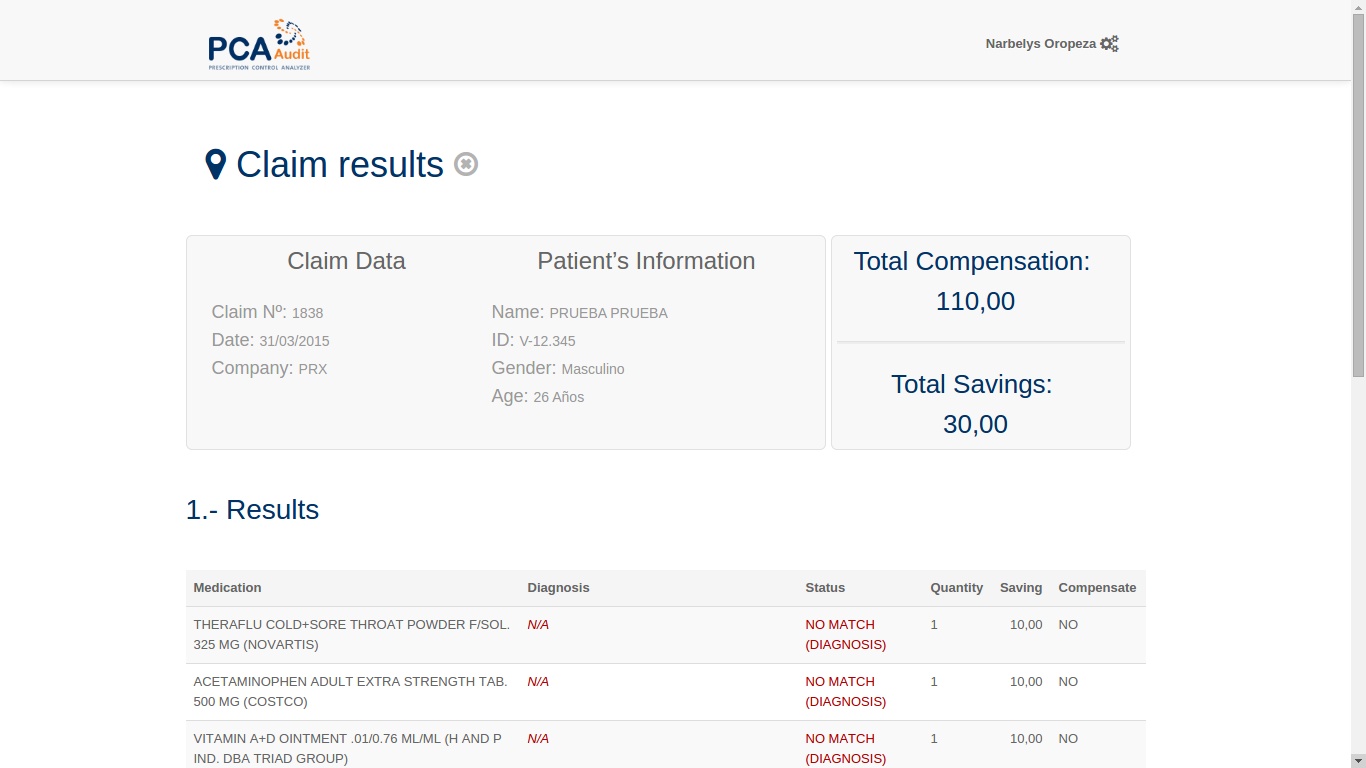 PCA Audit
PRESCRIPTION CONTROL ANALYZER
Narbelys Oropeza
Claim results
Claim Data
Patient’s Information
Total Compensation:
110,00
Claim Nº: 1838
Name: PRUEBA PRUEBA
Date: 31/03/2015
ID: V-12.345
Company: PRX
Gender: Masculino
Age: 26 Años
Total Savings:
30,00
1.- Results
Medication Diagnosis Status Quantity Saving Compensate
THERAFLU COLD+SORE THROAT POWDER F/SOL. N/A NO MATCH 1 10,00 NO
325 MG (NOVARTIS) (DIAGNOSIS)
ACETAMINOPHEN ADULT EXTRA STRENGTH TAB. N/A NO MATCH 1 10,00 NO
500 MG (COSTCO) (DIAGNOSIS)
VITAMIN A+D OINTMENT .01/0.76 ML/ML (H AND P N/A NO MATCH 1 10,00 NO
IND. DBA TRIAD GROUP) (DIAGNOSIS)